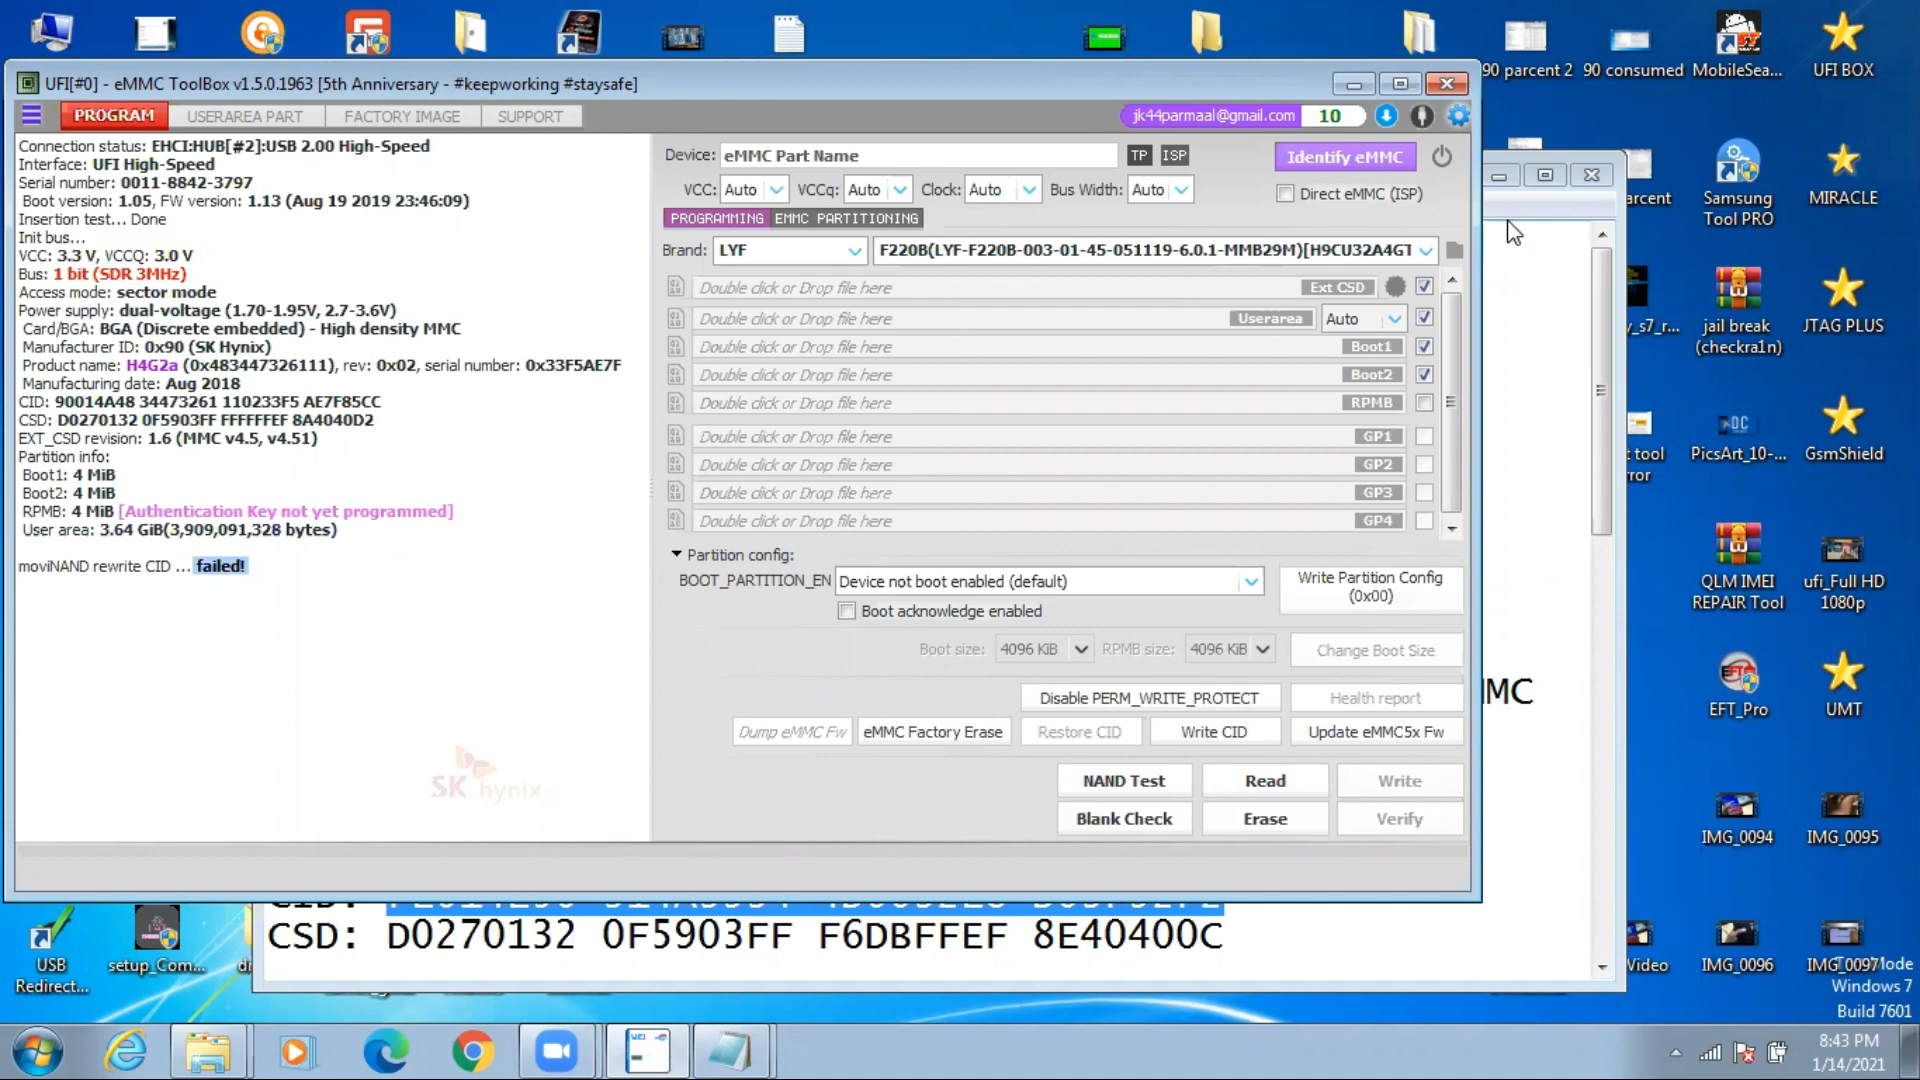 90 parcent 2
90 consumed
MobileSea...
UFI BOX
UFI[#0] - eMMC ToolBox v1.5.0.1963 [5th Anniversary - #keepworking #staysafe]
PROGRAM
USERAREA PART
FACTORY IMAGE
SUPPORT
jk44parmaal@gmail.com
10
Connection status: EHCI:HUB[#2]:USB 2.00 High-Speed
Interface: UFI High-Speed
Serial number: 0011-8842-3797
Boot version: 1.05, FW version: 1.13 (Aug 19 2019 23:46:09)
Insertion test... Done
Init bus...
VCC: 3.3 V, VCCQ: 3.0 V
Bus: 1 bit (SDR 3MHz)
Access mode: sector mode
Power supply: dual-voltage (1.70-1.95V, 2.7-3.6V)
Card/BGA: BGA (Discrete embedded) - High density MMC
Manufacturer ID: 0x90 (SK Hynix)
Product name: H4G2a (0x483447326111), rev: 0x02, serial number: 0x33F5AE7F
Manufacturing date: Aug 2018
CID: 90014A48 34473261 110233F5 AE7F85CC
CSD: D0270132 0F5903FF FFFFFFEF 8A4040D2
EXT_CSD revision: 1.6 (MMC v4.5, v4.51)
Partition info:
Boot1: 4 MiB
Boot2: 4 MiB
RPMB: 4 MiB [Authentication Key not yet programmed]
User area: 3.64 GiB(3,909,091,328 bytes)
moviNAND rewrite CID ... failed!
SK hynix
Device: eMMC Part Name
TP ISP
Identify eMMC
VCC: Auto VCCq: Auto Clock: Auto Bus Width: Auto
Direct eMMC (ISP)
PROGRAMMING EMMC PARTITIONING
Brand: LYF F220B(LYF-F220B-003-01-45-051119-6.0.1-MMB29M)[H9CU32A4GT
Double click or Drop file here Ext CSD
Double click or Drop file here Userarea Auto
Double click or Drop file here Boot1
Double click or Drop file here Boot2
Double click or Drop file here RPMB
Double click or Drop file here GP1
Double click or Drop file here GP2
Double click or Drop file here GP3
Double click or Drop file here GP4
Partition config:
BOOT_PARTITION_EN Device not boot enabled (default)
Write Partition Config
(0x00)
Boot acknowledge enabled
Boot size: 4096 KiB RPMB size: 4096 KiB Change Boot Size
Disable PERM_WRITE_PROTECT Health report
Dump eMMC Fw eMMC Factory Erase Restore CID Write CID Update eMMC5x Fw
NAND Test Read Write
Blank Check Erase Verify
MMC
CSD: D0270132 0F5903FF F6DBFFEF 8E40400C
arcent
Samsung
Tool PRO
MIRACLE
y_s7_r...
jail break
(checkra1n)
JTAG PLUS
t tool
rror
DC
PicsArt_10-...
GsmShield
QLM IMEI
REPAIR Tool
ufi_Full HD
1080p
EFT
EFT_Pro
UMT
IMG_0094
IMG_0095
Video
IMG_0096
IMG_0097
Mode
Windows 7
Build 7601
USB
Redirect...
setup_Com...
8:43 PM
1/14/2021